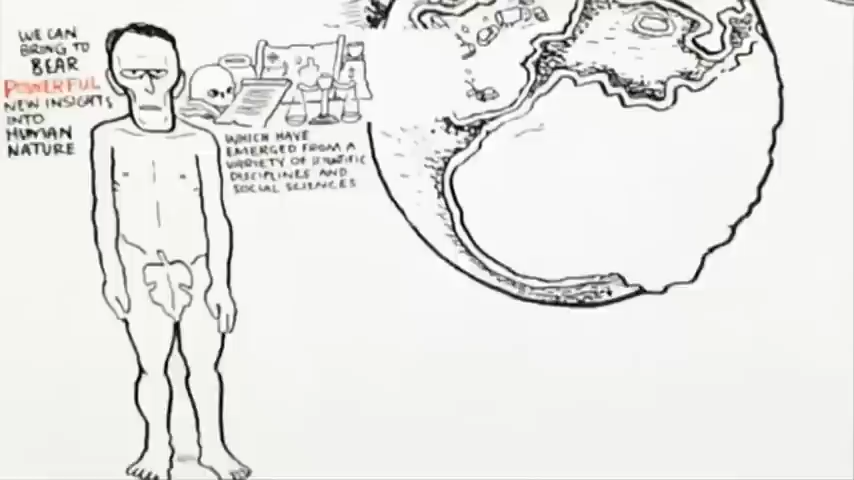 WE CAN
BRING TO
BEAR
POWERFUL
NEW INSIGHTS
INTO
HUMAN
NATURE
WHICH HAVE
EMERGED FROM A
VARIETY OF SCIENTIFIC
DISCIPLINES AND
SOCIAL SCIENCES